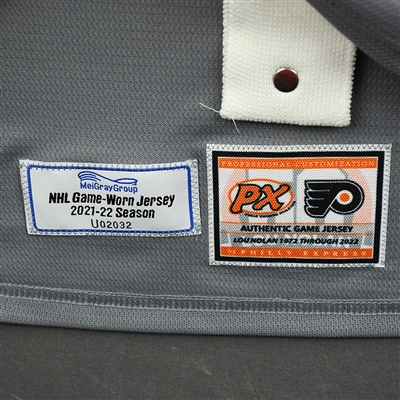 MeiGrayGroup
NHL Game-Worn Jersey
2021-22 Season
U02032
PROFESSIONAL CUSTOMIZATION
PX
AUTHENTIC GAME JERSEY
LOU NOLAN 1972 THROUGH 2022
PHILLY EXPRESS